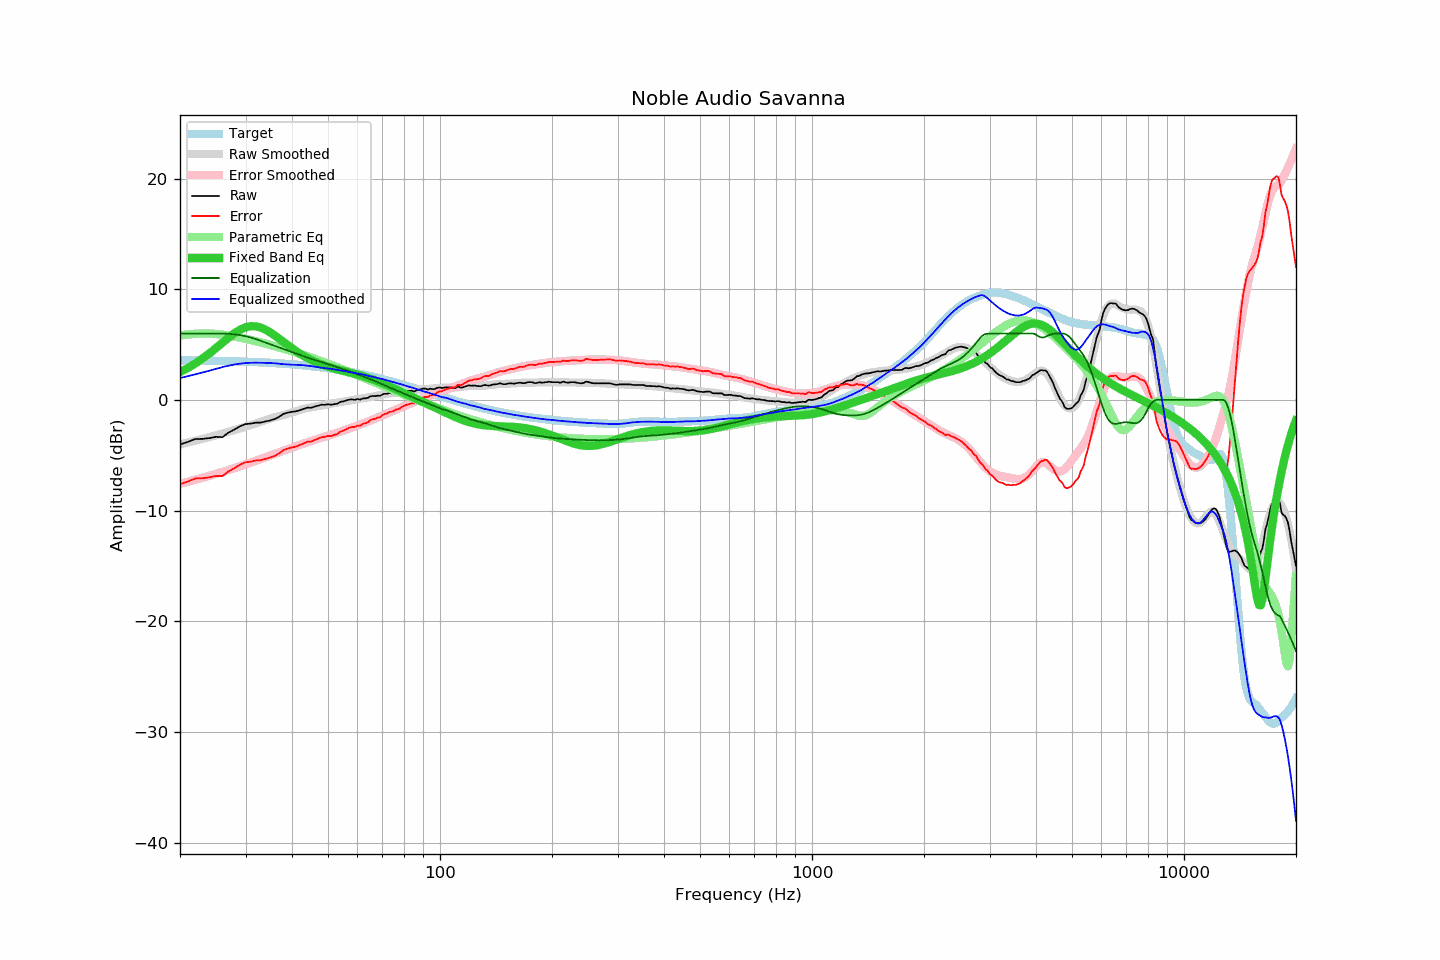 Noble Audio Savanna
Target
Raw Smoothed
Error Smoothed
Raw
Error
Parametric Eq
Fixed Band Eq
Equalization
Equalized smoothed
20
10
0
−10
−20
−30
−40
Amplitude (dBr)
100
1000
10000
Frequency (Hz)